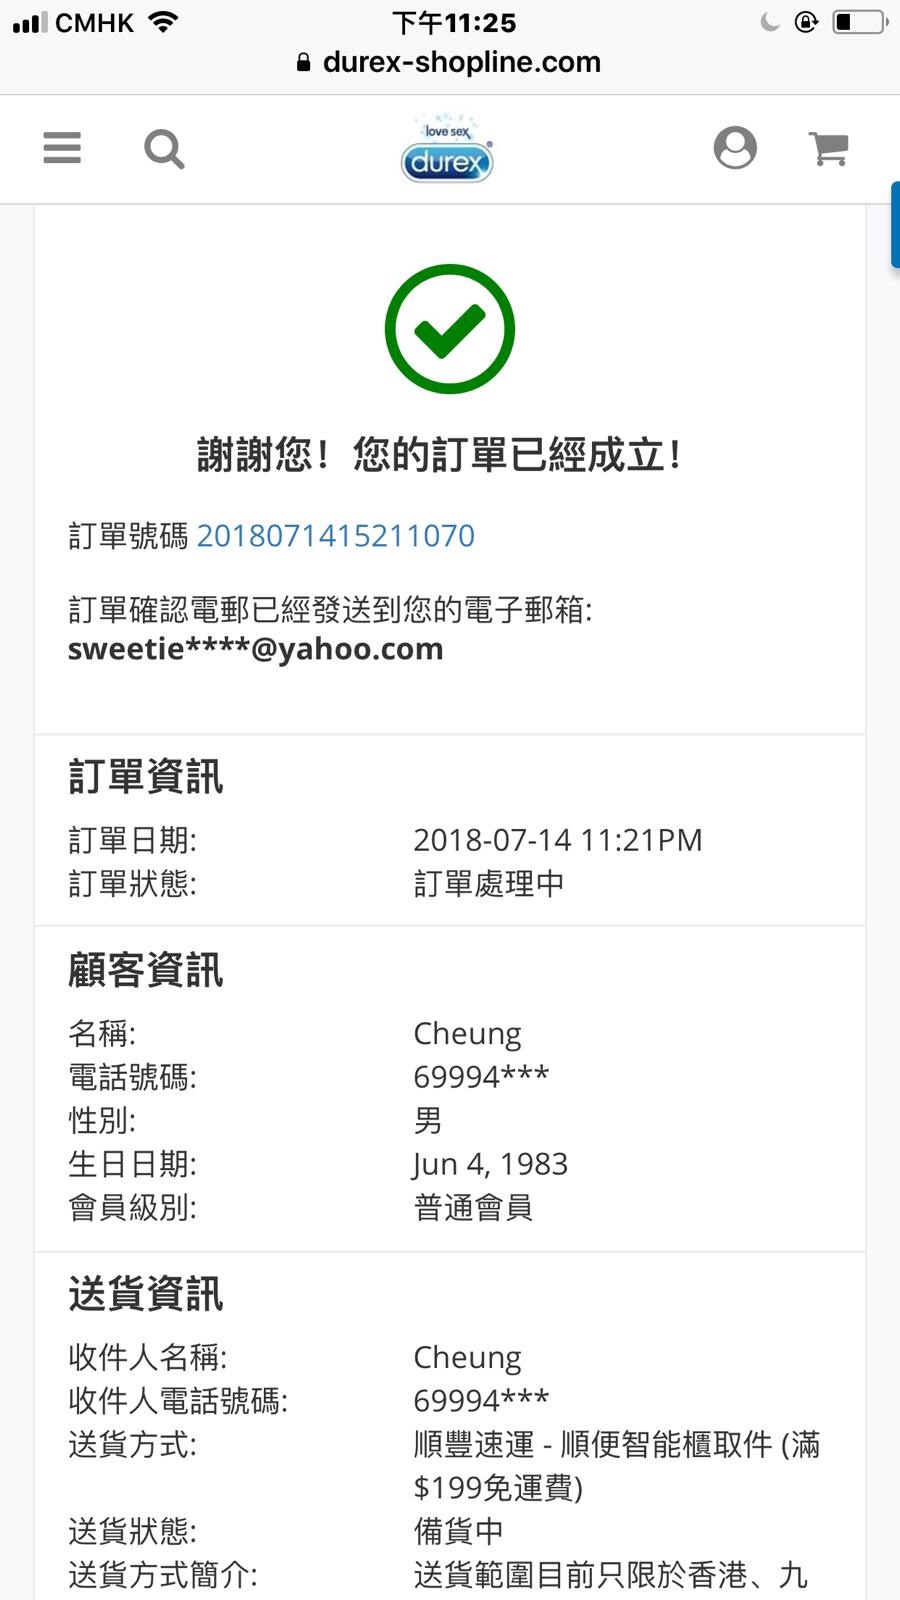 CMHK 下午11:25
durex-shopline.com
love sex
durex®
謝謝您！您的訂單已經成立！
訂單號碼 2018071415211070
訂單確認電郵已經發送到您的電子郵箱:
sweetie****@yahoo.com
訂單資訊
訂單日期: 2018-07-14 11:21PM
訂單狀態: 訂單處理中
顧客資訊
名稱: Cheung
電話號碼: 69994***
性別: 男
生日日期: Jun 4, 1983
會員級別: 普通會員
送貨資訊
收件人名稱: Cheung
收件人電話號碼: 69994***
送貨方式: 順豐速運 - 順便智能櫃取件 (滿
$199免運費)
送貨狀態: 備貨中
送貨方式簡介: 送貨範圍目前只限於香港、九